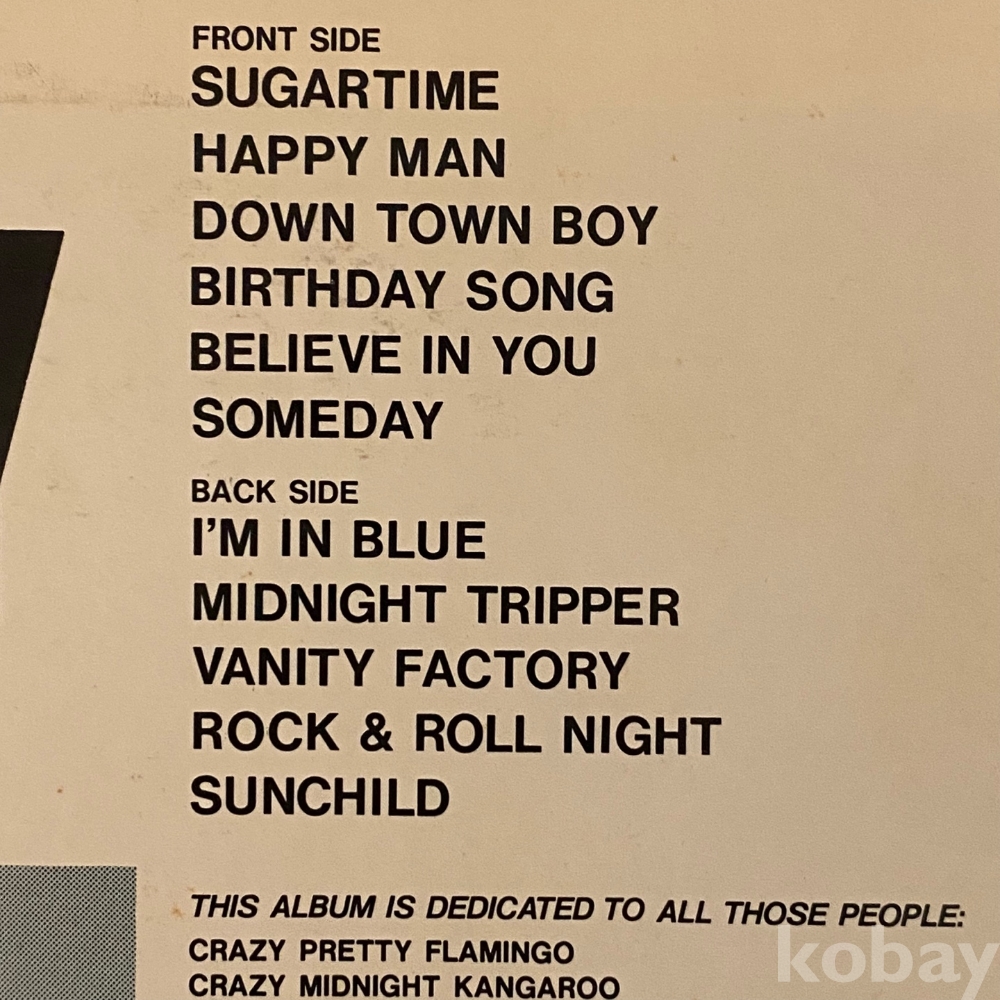 FRONT SIDE
SUGARTIME
HAPPY MAN
DOWN TOWN BOY
BIRTHDAY SONG
BELIEVE IN YOU
SOMEDAY
BACK SIDE
I'M IN BLUE
MIDNIGHT TRIPPER
VANITY FACTORY
ROCK & ROLL NIGHT
SUNCHILD
THIS ALBUM IS DEDICATED TO ALL THOSE PEOPLE:
CRAZY PRETTY FLAMINGO
CRAZY MIDNIGHT KANGAROO
kobay